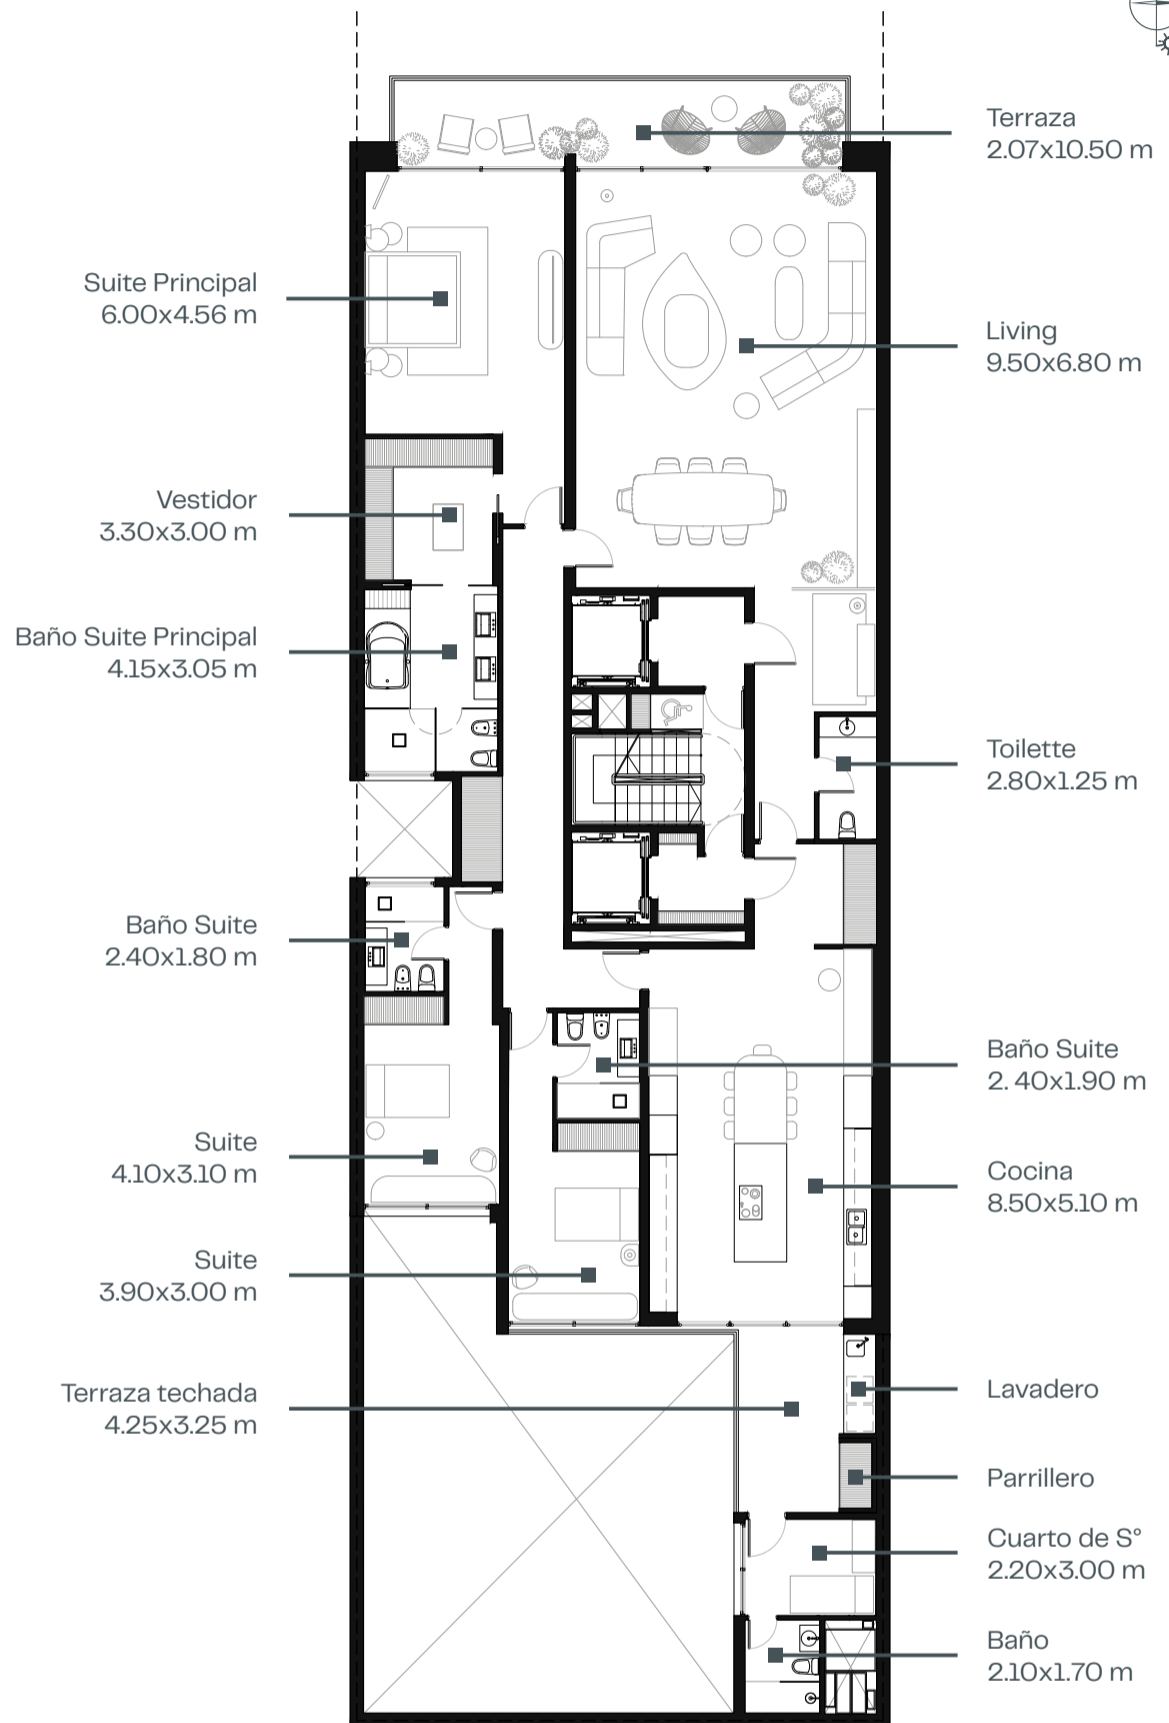 Terraza
2.07x10.50 m
Suite Principal
6.00x4.56 m
Living
9.50x6.80 m
Vestidor
3.30x3.00 m
Baño Suite Principal
4.15x3.05 m
Toilette
2.80x1.25 m
Baño Suite
2.40x1.80 m
Baño Suite
2. 40x1.90 m
Suite
4.10x3.10 m
Cocina
8.50x5.10 m
Suite
3.90x3.00 m
Terraza techada
4.25x3.25 m
Lavadero
Parrillero
Cuarto de S°
2.20x3.00 m
Baño
2.10x1.70 m